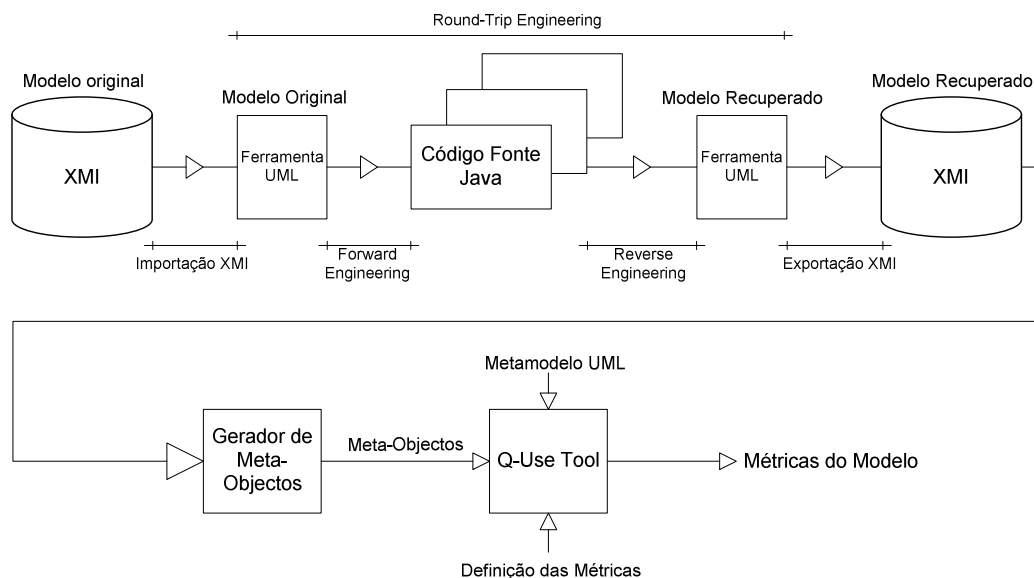 Round-Trip Engineering
Modelo original
Modelo Original
Modelo Recuperado
Modelo Recuperado
XMI
Ferramenta
UML
Código Fonte
Java
Ferramenta
UML
XMI
Importação XMI
Forward
Engineering
Reverse
Engineering
Exportação XMI
Metamodelo UML
Gerador de
Meta-
Objectos
Meta-Objectos
Q-Use Tool
Métricas do Modelo
Definição das Métricas